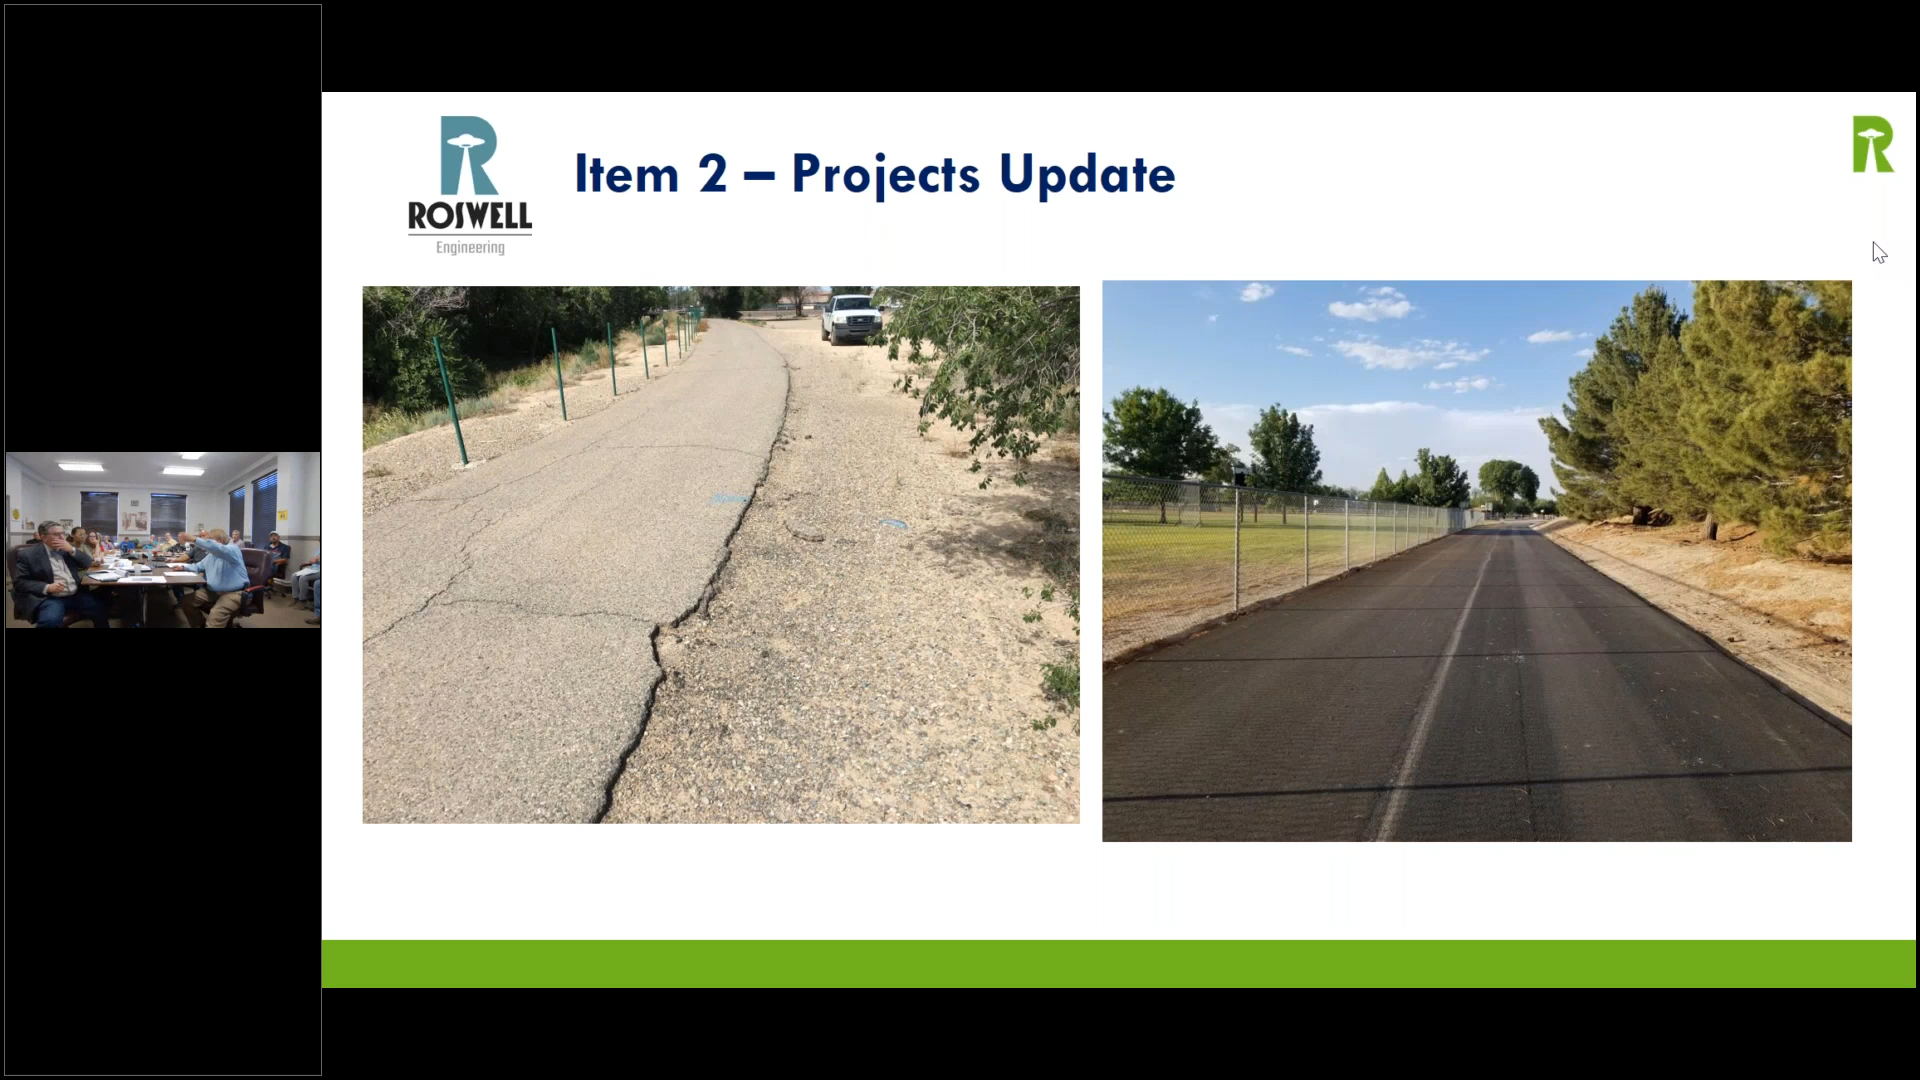 ROSWELL
Engineering
Item 2 – Projects Update
R